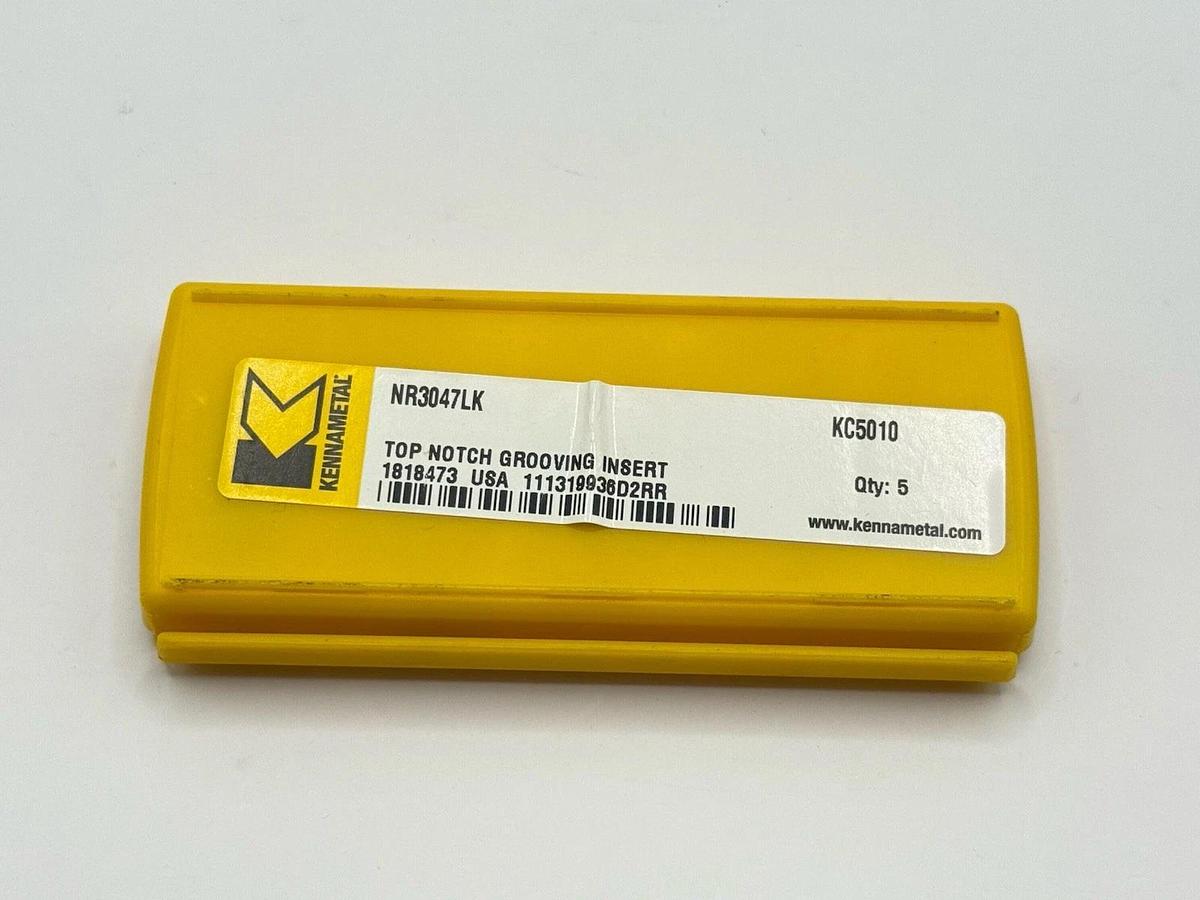 KENNAMETAL
NR3047LK
KC5010
TOP NOTCH GROOVING INSERT
1818473 USA 111319936D2RR
Qty: 5
www.kennametal.com